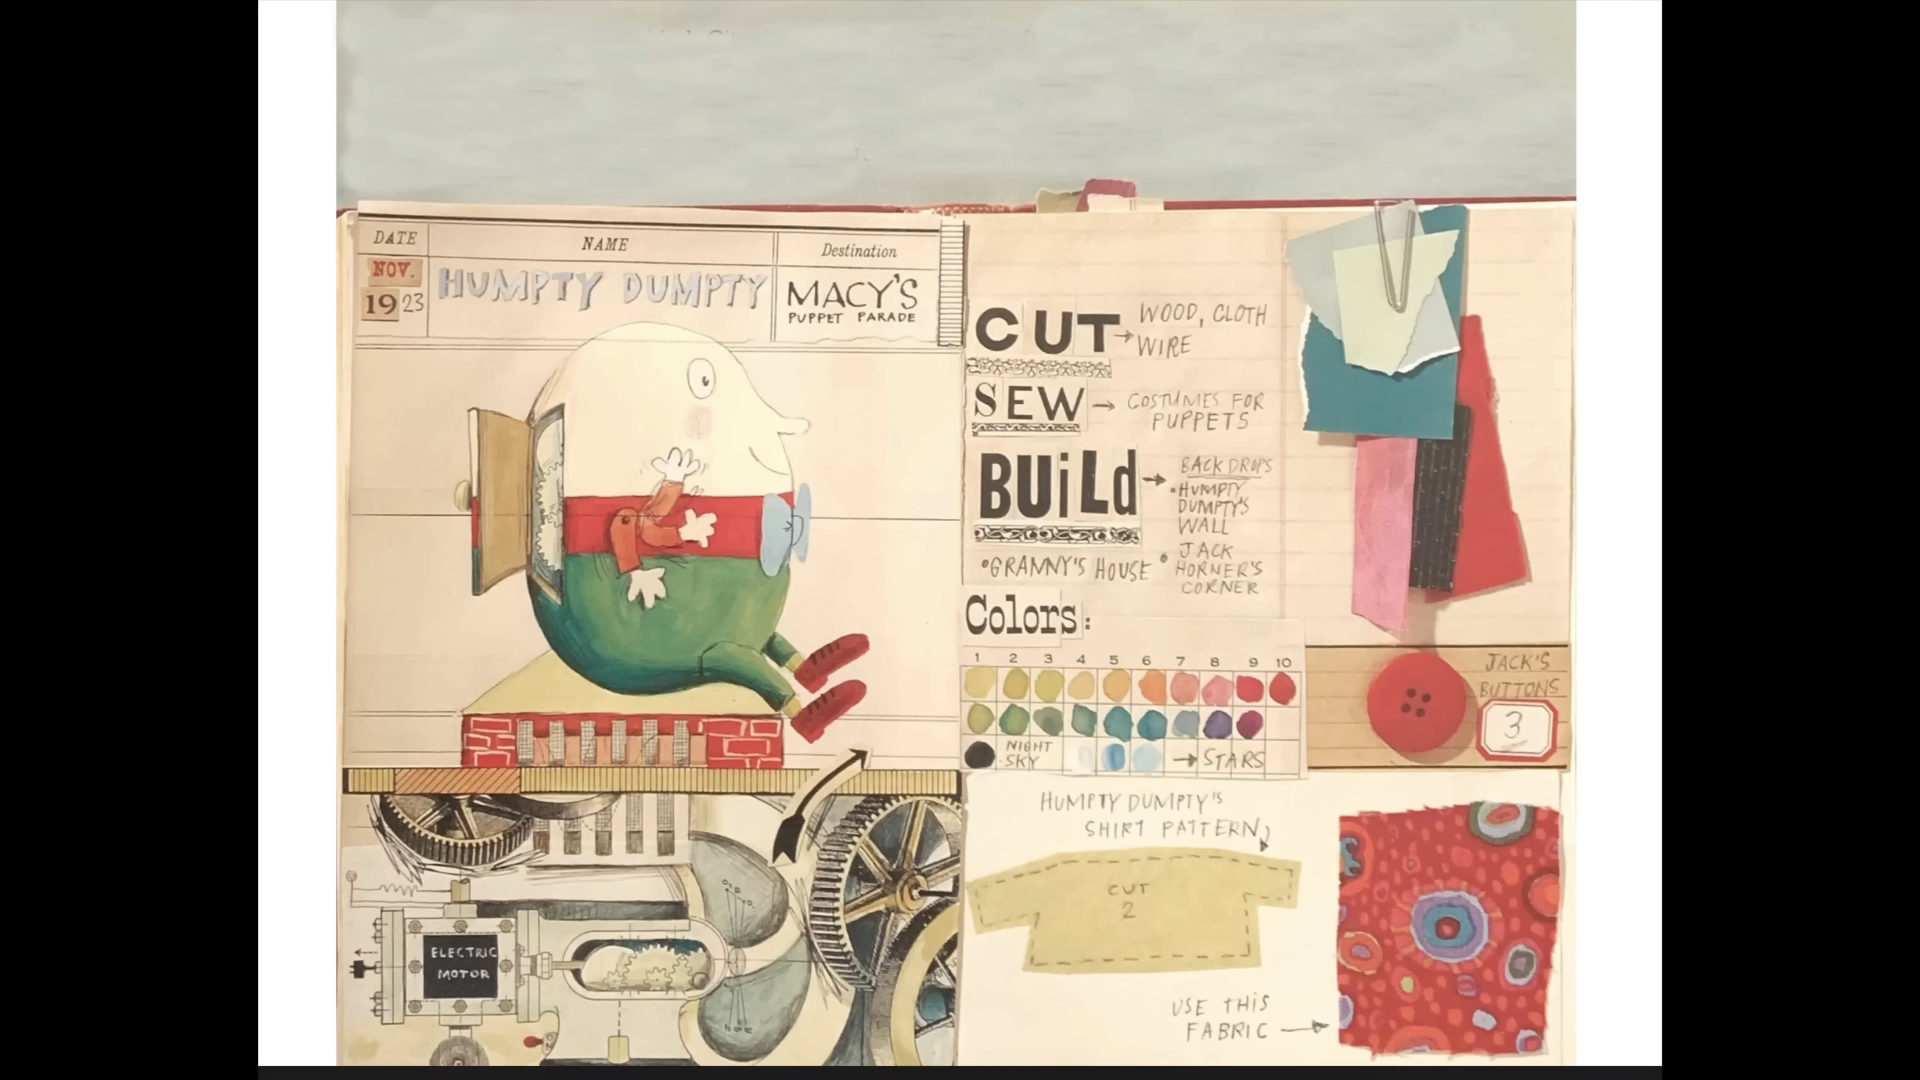 DATE
NAME
Destination
NOV.
1923
HUMPTY DUMPTY
MACY'S
PUPPET PARADE
CUT
WOOD, CLOTH
WIRE
SEW
COSTUMES FOR
PUPPETS
BUiLd
BACKDROPS
•HUMPTY
DUMPTY'S
WALL
•GRANNY'S HOUSE
• JACK
HORNER'S
CORNER
Colors:
1 2 3 4 5 6 7 8 9 10
NIGHT
SKY
STARS
JACK'S
BUTTONS
3
ELECTRIC
MOTOR
HUMPTY DUMPTY'S
SHIRT PATTERN
CUT
2
USE THIS
FABRIC